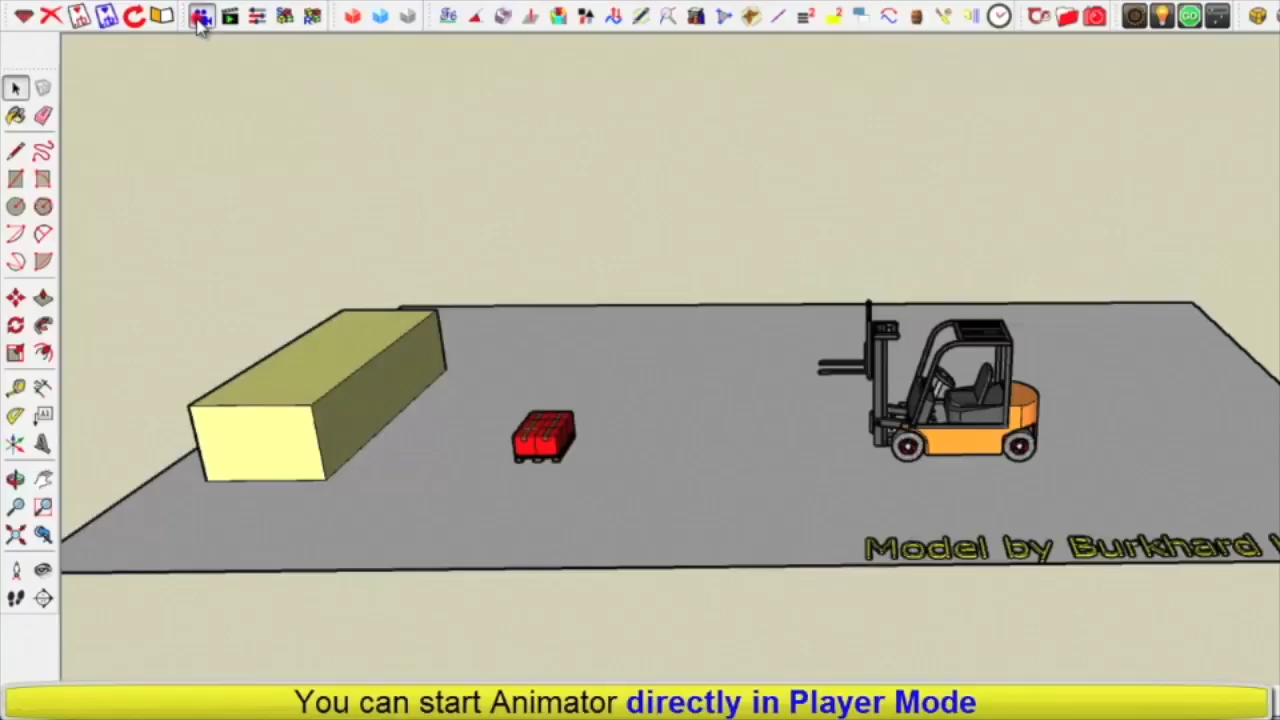 Model by Burkhard
You can start Animator directly in Player Mode